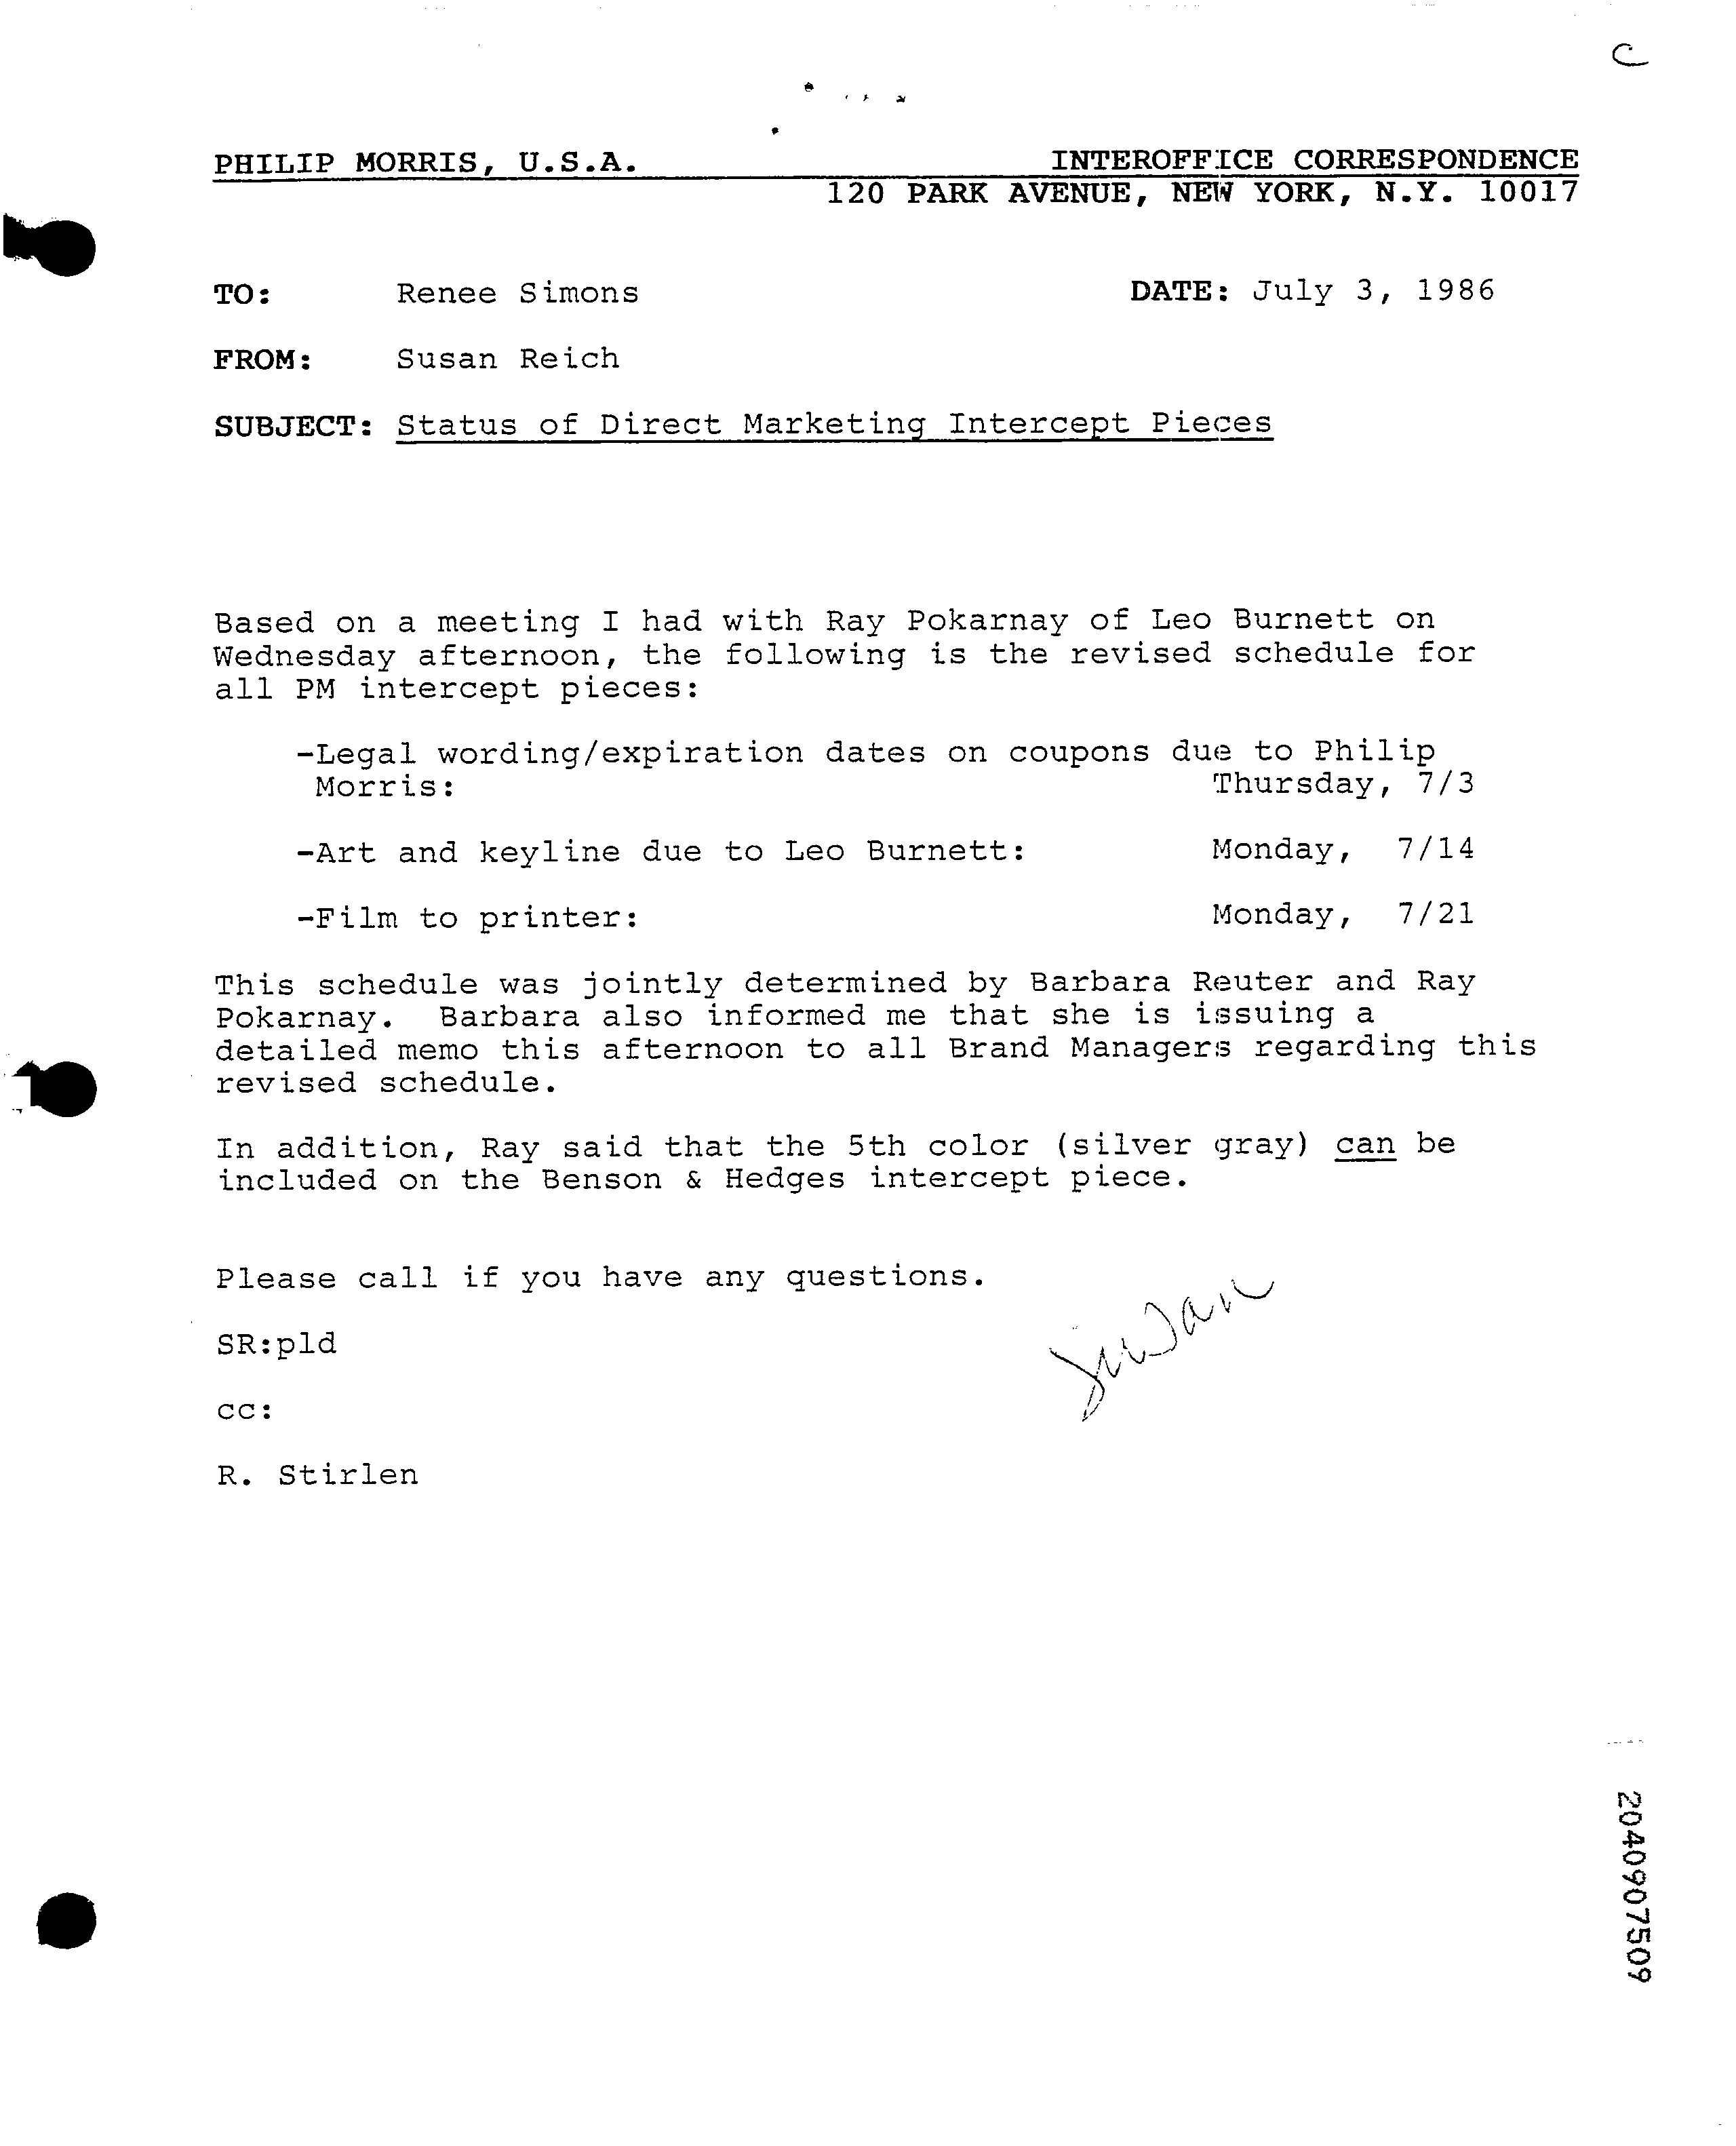 C
PHILIP MORRIS, U.S.A. INTEROFFICE CORRESPONDENCE
120 PARK AVENUE, NEW YORK, N.Y. 10017
TO: Renee Simons DATE: July 3, 1986
FROM: Susan Reich
SUBJECT: Status of Direct Marketing Intercept Pieces
Based on a meeting I had with Ray Pokarnay of Leo Burnett on
Wednesday afternoon, the following is the revised schedule for
all PM intercept pieces:
-Legal wording/expiration dates on coupons due to Philip
Morris: Thursday, 7/3
-Art and keyline due to Leo Burnett: Monday, 7/14
-Film to printer: Monday, 7/21
This schedule was jointly determined by Barbara Reuter and Ray
Pokarnay. Barbara also informed me that she is issuing a
detailed memo this afternoon to all Brand Managers regarding this
revised schedule.
In addition, Ray said that the 5th color (silver gray) can be
included on the Benson & Hedges intercept piece.
Please call if you have any questions.
Susan
SR:pld
cc:
R. Stirlen
2040907509